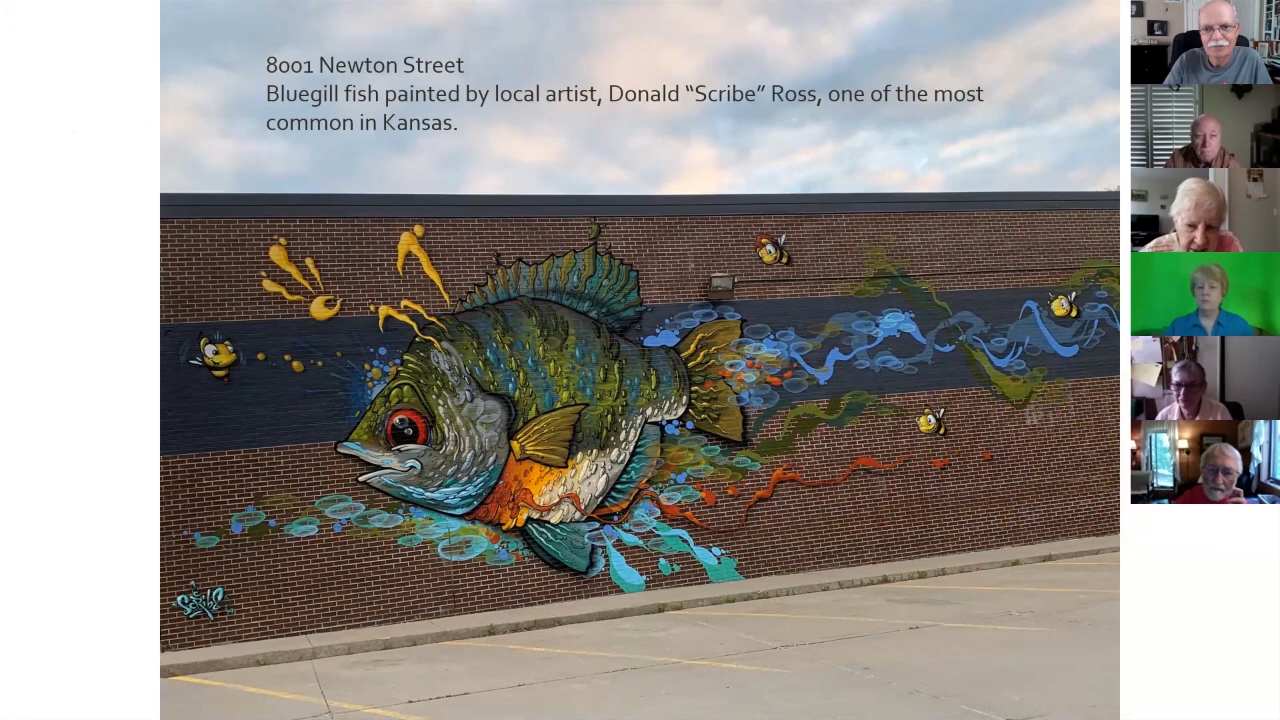 8001 Newton Street
Bluegill fish painted by local artist, Donald “Scribe” Ross, one of the most
common in Kansas.
Scribe